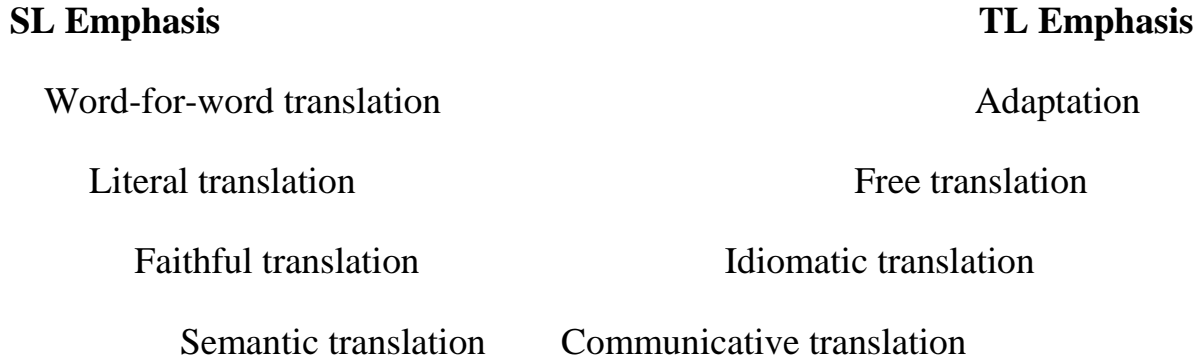 SL Emphasis TL Emphasis
Word-for-word translation Adaptation
Literal translation Free translation
Faithful translation Idiomatic translation
Semantic translation Communicative translation